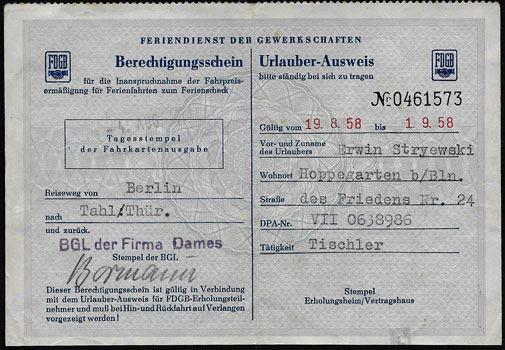 FERIENDIENST DER GEWERKSCHAFTEN
FDGB
Berechtigungsschein
für die Inanspruchnahme der Fahrpreis-
ermäßigung für Ferienfahrten zum Ferienscheck
Tagesstempel
der Fahrkartenausgabe
Reiseweg von Berlin
nach Tahl/Thür.
und zurück.
BGL der Firma Dames
Stempel der BGL
Bormann
Dieser Berechtigungsschein ist gültig in Verbindung
mit dem Urlauber-Ausweis für FDGB-Erholungsteil-
nehmer und muß bei Hin- und Rückfahrt auf Verlangen
vorgezeigt werden!
Urlauber-Ausweis
bitte ständig bei sich zu tragen
FDGB
№ 0461573
Gültig vom 19. 8. 58 bis 1. 9. 58
Vor- und Zuname
des Urlaubers Erwin Stryewski
Wohnort Hoppegarten b/Bln.
Straße des Friedens Nr. 24
DPA-Nr. VII 0638986
Tätigkeit Tischler
Stempel
Erholungsheim/Vertragshaus